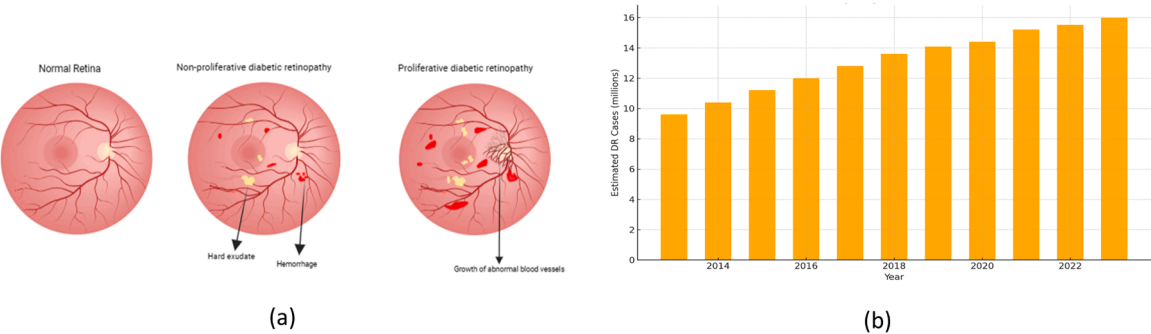 Normal Retina
Non-proliferative diabetic retinopathy
Proliferative diabetic retinopathy
Hard exudate
Hemorrhage
Growth of abnormal blood vessels
(a)
16
14
12
10
8
6
4
2
0
Estimated DR Cases (millions)
2014
2016
2018
2020
2022
Year
(b)